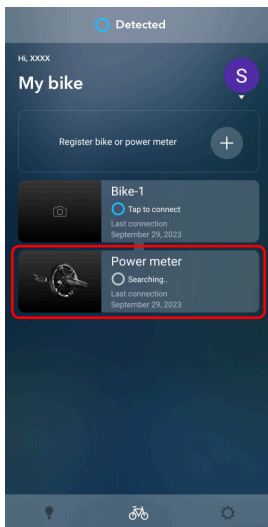 Detected
Hi, XXXX
My bike
S
Register bike or power meter
Bike-1
Tap to connect
Last connection
September 29, 2023
Power meter
Searching..
Last connection
September 29, 2023